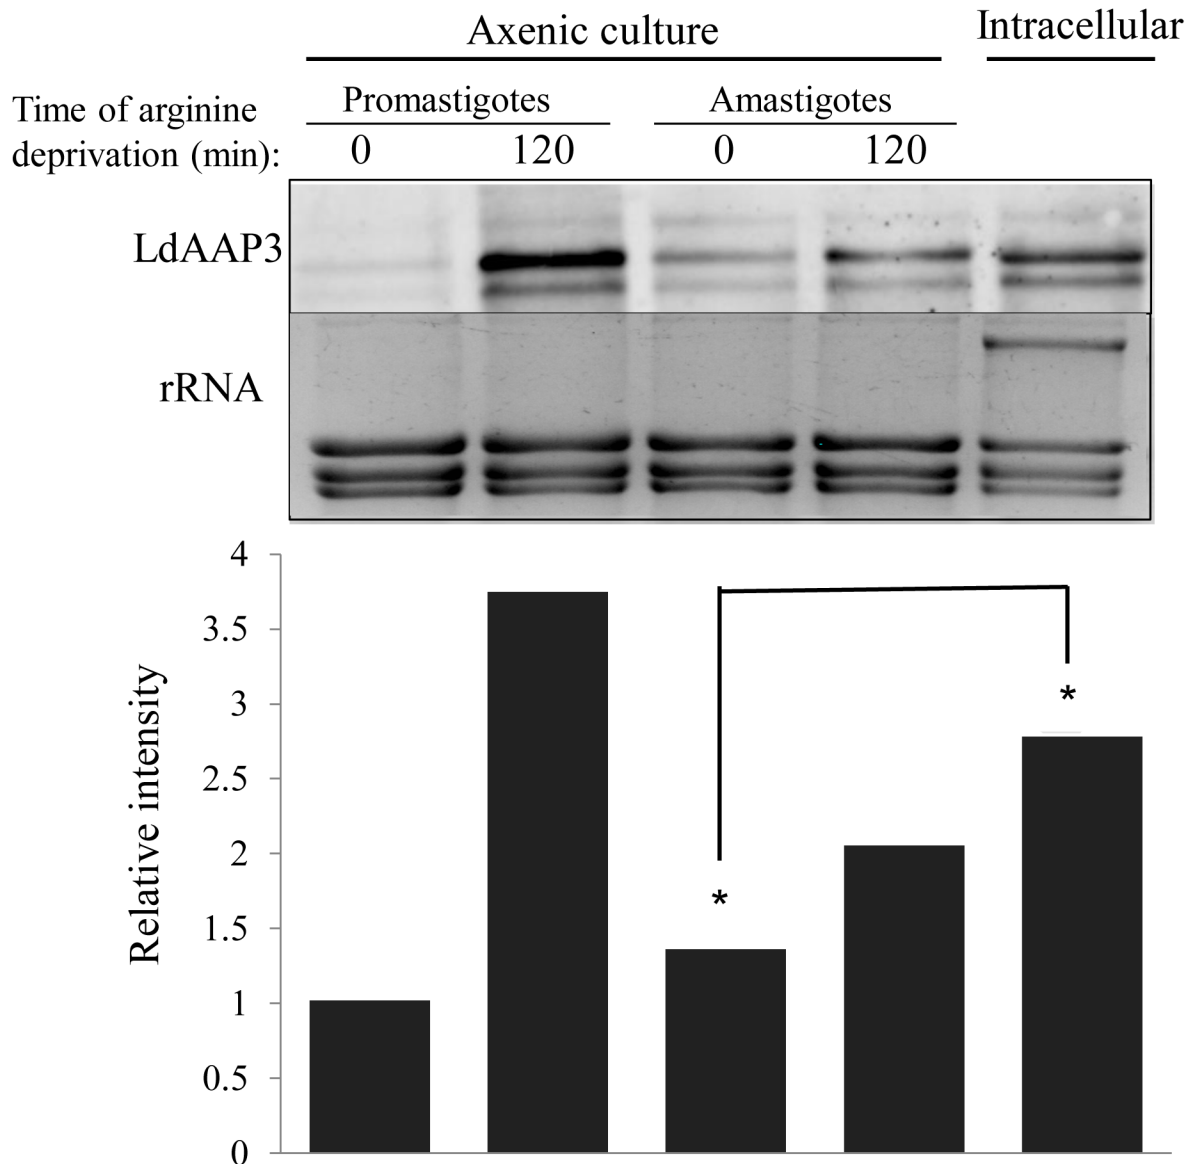 Axenic culture Intracellular
Promastigotes Amastigotes
Time of arginine
deprivation (min): 0 120 0 120
LdAAP3
rRNA
4
3.5
3
2.5
2
1.5
1
0.5
0
Relative intensity
*
*